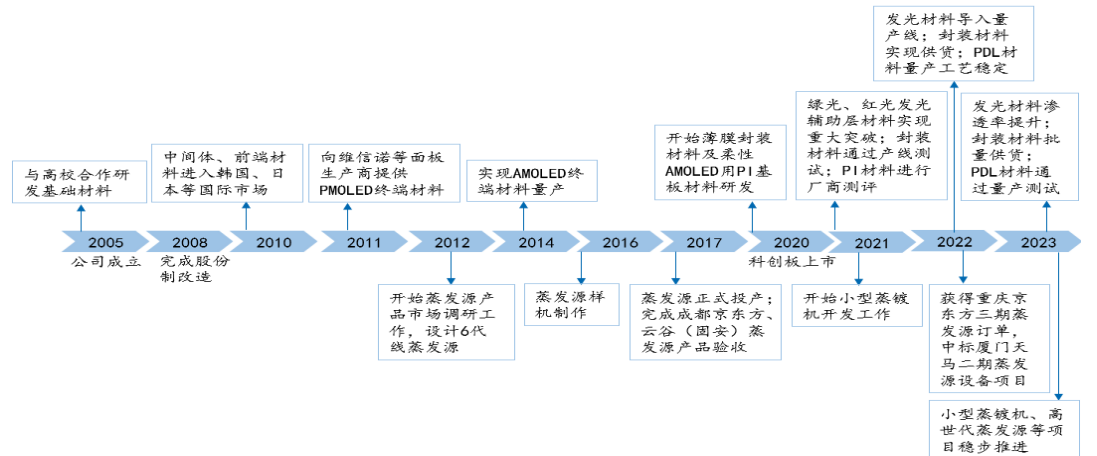 发光材料导入量
产线；封装材料
实现供货；PDL材
料量产工艺稳定
绿光、红光发光
辅助层材料实现
重大突破；封装
材料通过产线测
试；PI材料进行
厂商测评
发光材料渗
透率提升；
封装材料批
量供货；
PDL材料通
过量产测试
开始薄膜封装
材料及柔性
AMOLED用PI基
板材料研发
与高校合作研
发基础材料
中间体、前端材
料进入韩国、日
本等国际市场
向维信诺等面板
生产商提供
PMOLED终端材料
实现AMOLED终
端材料量产
2005
2008
2010
2011
2012
2014
2016
2017
2020
2021
2022
2023
公司成立
完成股份
制改造
科创板上市
开始蒸发源产
品市场调研工
作，设计6代
线蒸发源
蒸发源样
机制作
蒸发源正式投产；
完成成都京东方、
云谷（固安）蒸
发源产品验收
开始小型蒸镀
机开发工作
获得重庆京
东方三期蒸
发源订单，
中标厦门天
马二期蒸发
源设备项目
小型蒸镀机、高
世代蒸发源等项
目稳步推进